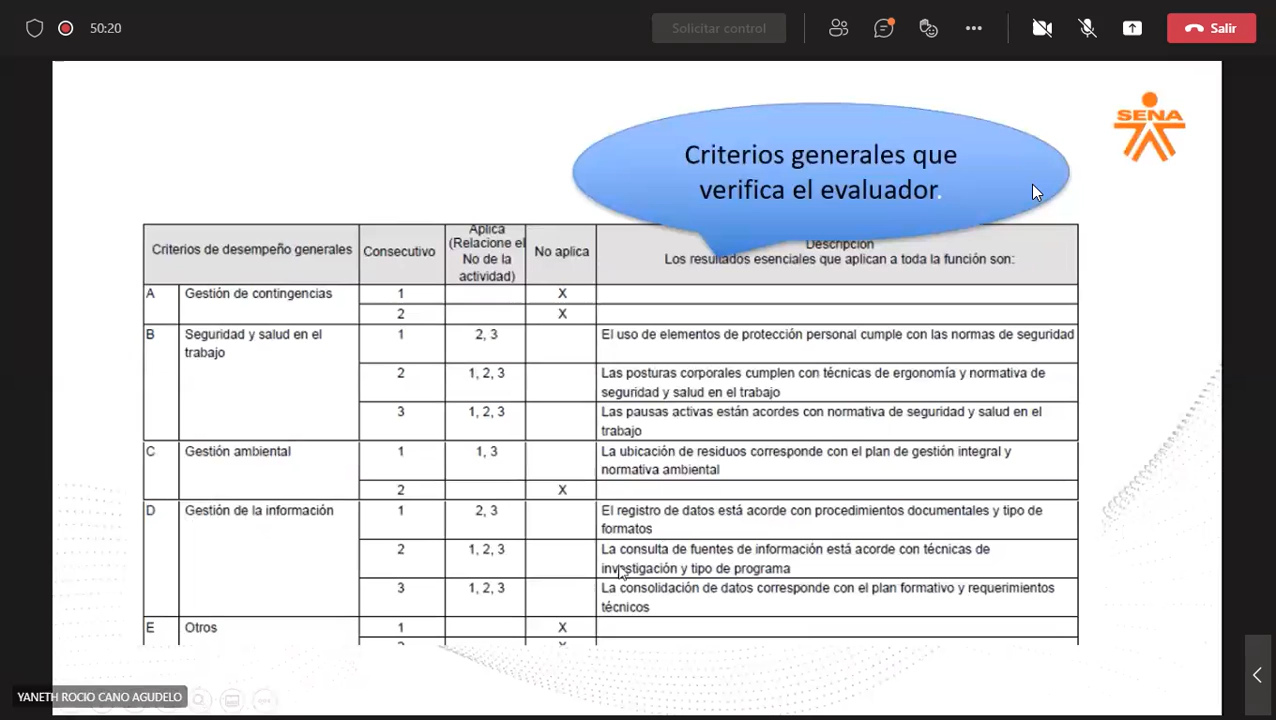 50:20
Solicitar control
Salir
SENA
Criterios generales que
verifica el evaluador.
Criterios de desempeño generales
Consecutivo
Aplica
(Relacione el
No de la
actividad)
No aplica
Descripción
Los resultados esenciales que aplican a toda la función son:
A Gestión de contingencias 1 X
2 X
B Seguridad y salud en el
trabajo
1 2, 3 El uso de elementos de protección personal cumple con las normas de seguridad
2 1, 2, 3 Las posturas corporales cumplen con técnicas de ergonomía y normativa de
seguridad y salud en el trabajo
3 1, 2, 3 Las pausas activas están acordes con normativa de seguridad y salud en el
trabajo
C Gestión ambiental 1 1, 3 La ubicación de residuos corresponde con el plan de gestión integral y
normativa ambiental
2 X
D Gestión de la información 1 2, 3 El registro de datos está acorde con procedimientos documentales y tipo de
formatos
2 1, 2, 3 La consulta de fuentes de información está acorde con técnicas de
investigación y tipo de programa
3 1, 2, 3 La consolidación de datos corresponde con el plan formativo y requerimientos
técnicos
E Otros 1 X
YANETH ROCIO CANO AGUDELO